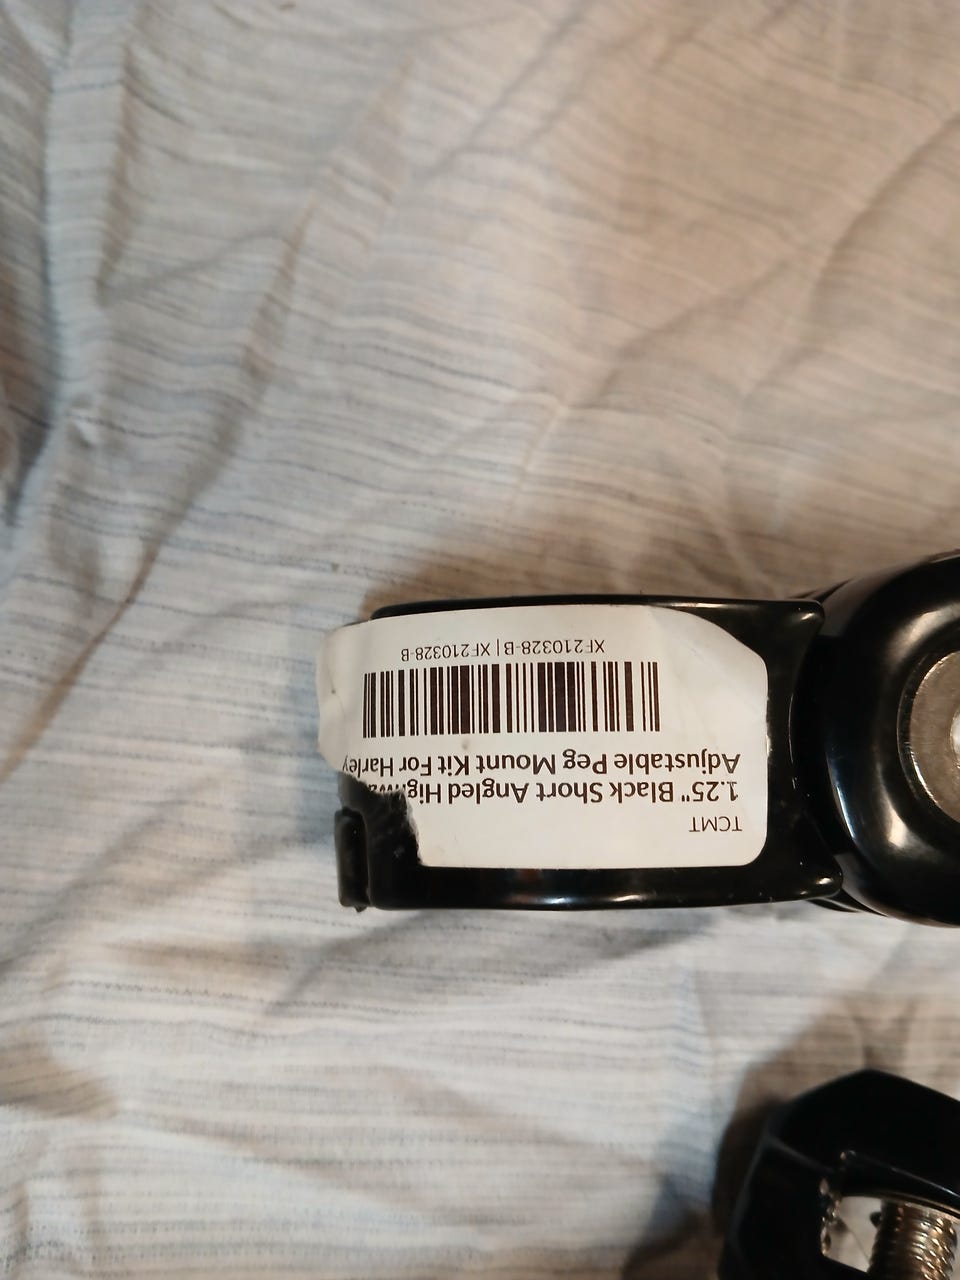 TCMT
1.25" Black Short Angled
Adjustable Peg Mount Kit For Harley
XF210328-B | XF210328-B